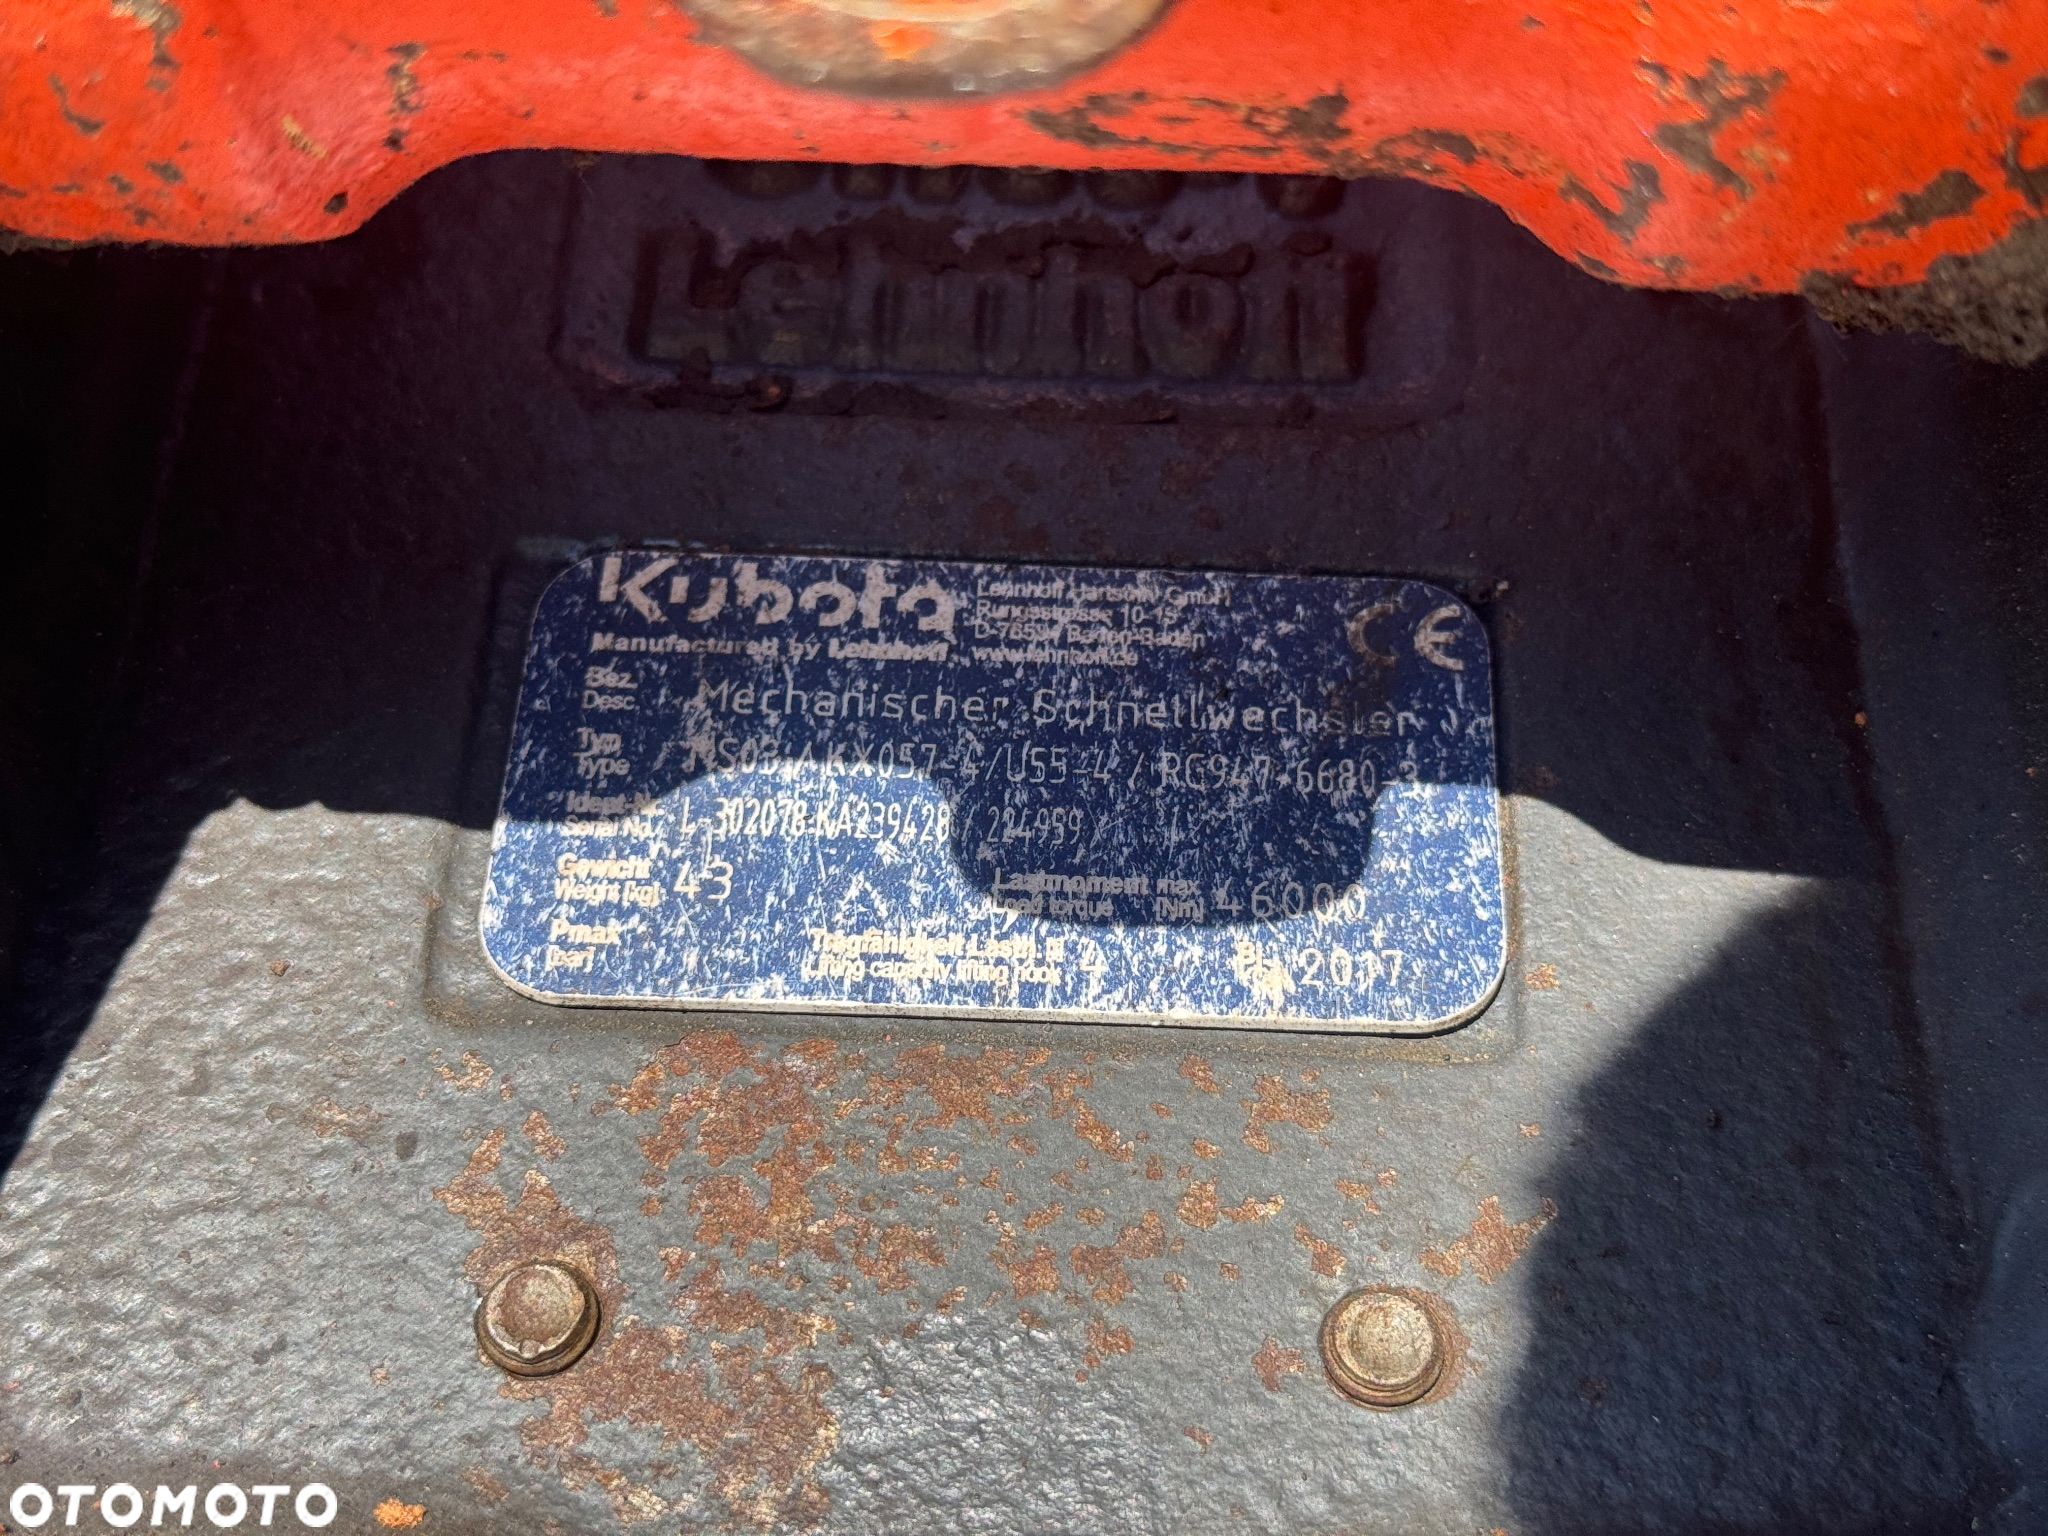 Lehnhoff
Kubota
Manufactured by Lehnhoff
Lehnhoff Hartstahl GmbH
Rungestrasse 10-15
D-76534 Baden-Baden
www.lehnhoff.de
CE
Bez. Mechanischer Schnellwechsler
Desc.
Typ MS03 / KX057-4/U55-4 / RG947-6680-3
Type
Ident-Nr. L-302078-KA239428 / 224959 /
Serial No.
Gewicht 43 Lastmoment max 46000
Weight [kg] Load torque [Nm]
Pmax Tragfähigkeit Lasth. 4 BJ. 2017
[bar] Lifting capacity lifting hook
OTOMOTO